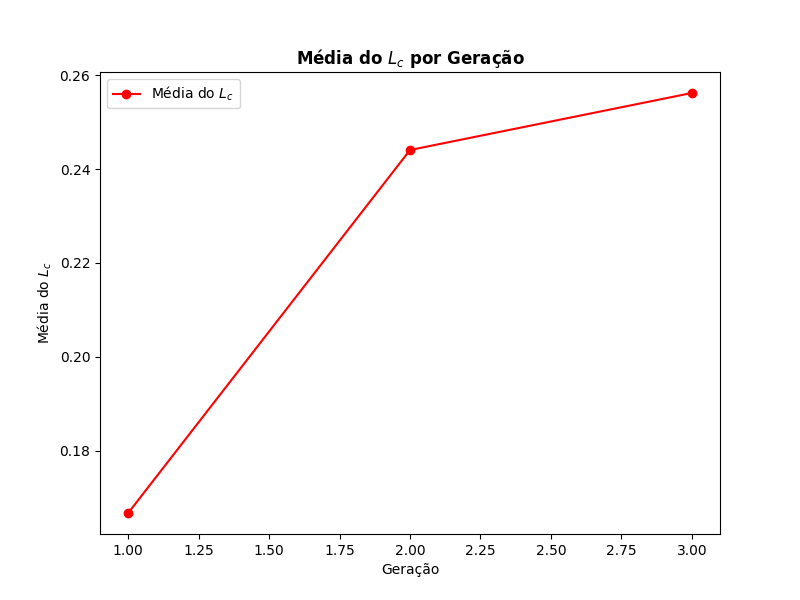 Média do $L_c$ por Geração
Média do $L_c$
0.26
0.24
0.22
0.20
0.18
Média do $L_c$
1.00 1.25 1.50 1.75 2.00 2.25 2.50 2.75 3.00
Geração